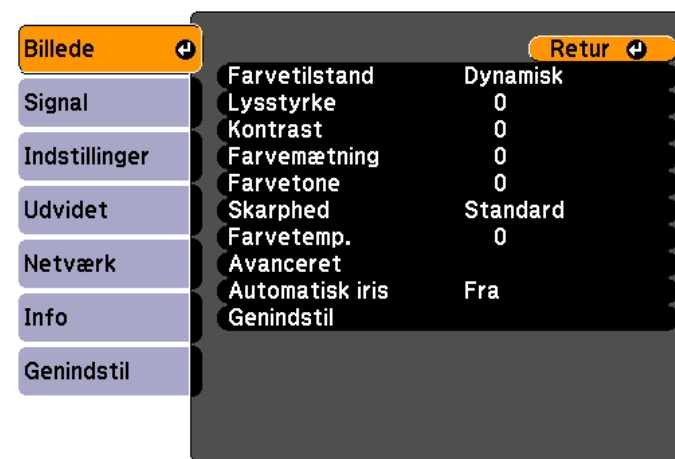 Billede
Signal
Indstillinger
Udvidet
Netværk
Info
Genindstil
Retur
Farvetilstand Dynamisk
Lysstyrke 0
Kontrast 0
Farvemætning 0
Farvetone 0
Skarphed Standard
Farvetemp. 0
Avanceret
Automatisk iris Fra
Genindstil